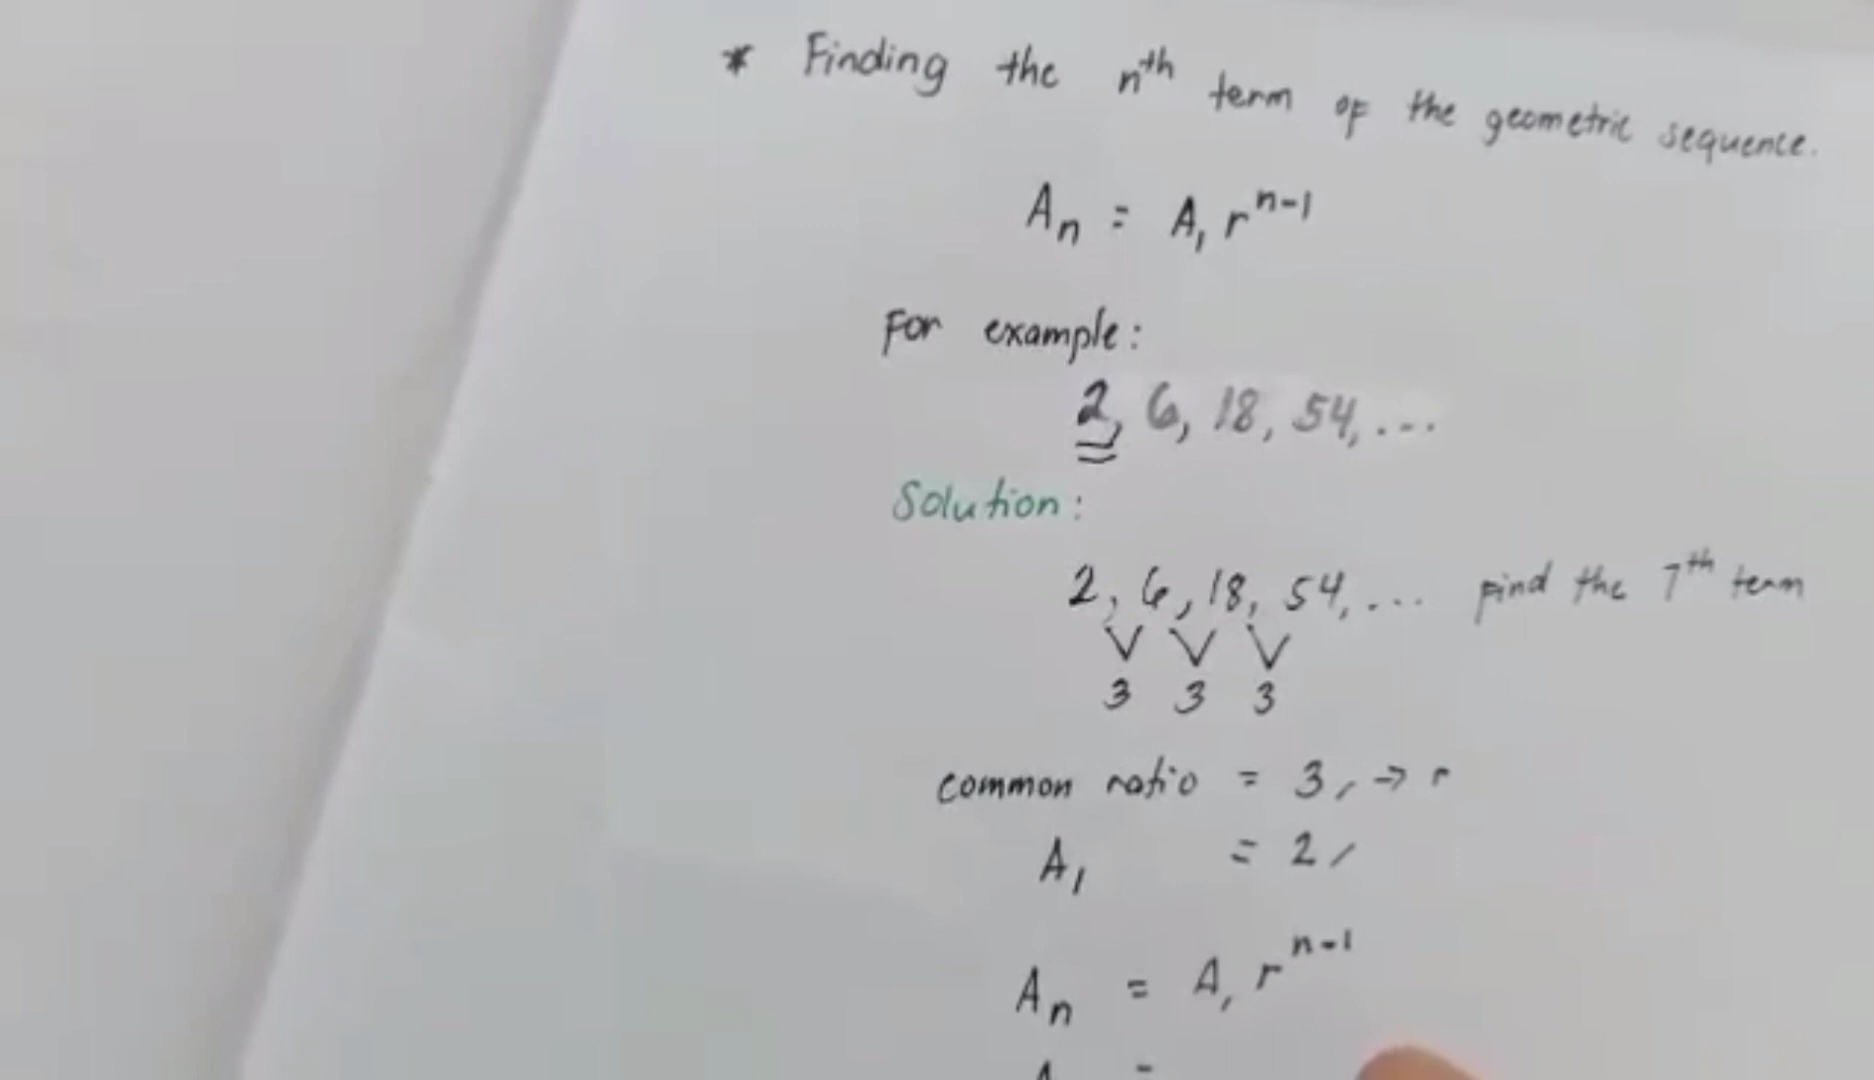 * Finding the nth term of the geometric sequence.
An = A1 r^n-1
For example:
2, 6, 18, 54, ...
Solution:
2, 6, 18, 54, ... Find the 7th term
3 3 3
common ratio = 3, → r
A1 = 2
An = A1 r^n-1